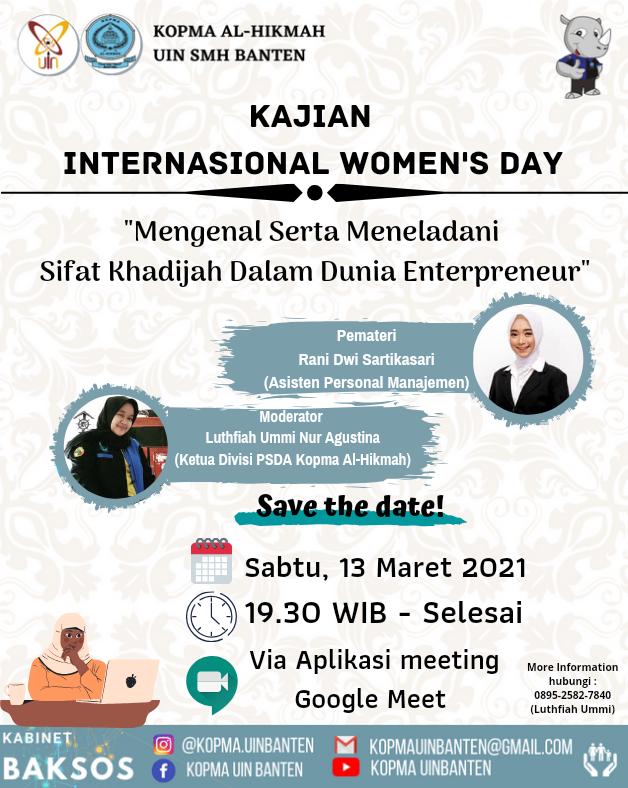 KOPMA AL-HIKMAH
UIN SMH BANTEN
KAJIAN
INTERNASIONAL WOMEN'S DAY
"Mengenal Serta Meneladani
Sifat Khadijah Dalam Dunia Enterpreneur"
Pemateri
Rani Dwi Sartikasari
(Asisten Personal Manajemen)
Moderator
Luthfiah Ummi Nur Agustina
(Ketua Divisi PSDA Kopma Al-Hikmah)
Save the date!
Sabtu, 13 Maret 2021
19.30 WIB - Selesai
Via Aplikasi meeting
Google Meet
More Information
hubungi :
0895-2582-7840
(Luthfiah Ummi)
KABINET
BAKSOS
@KOPMA.UINBANTEN
KOPMAUINBANTEN@GMAIL.COM
KOPMA UIN BANTEN
KOPMA UINBANTEN